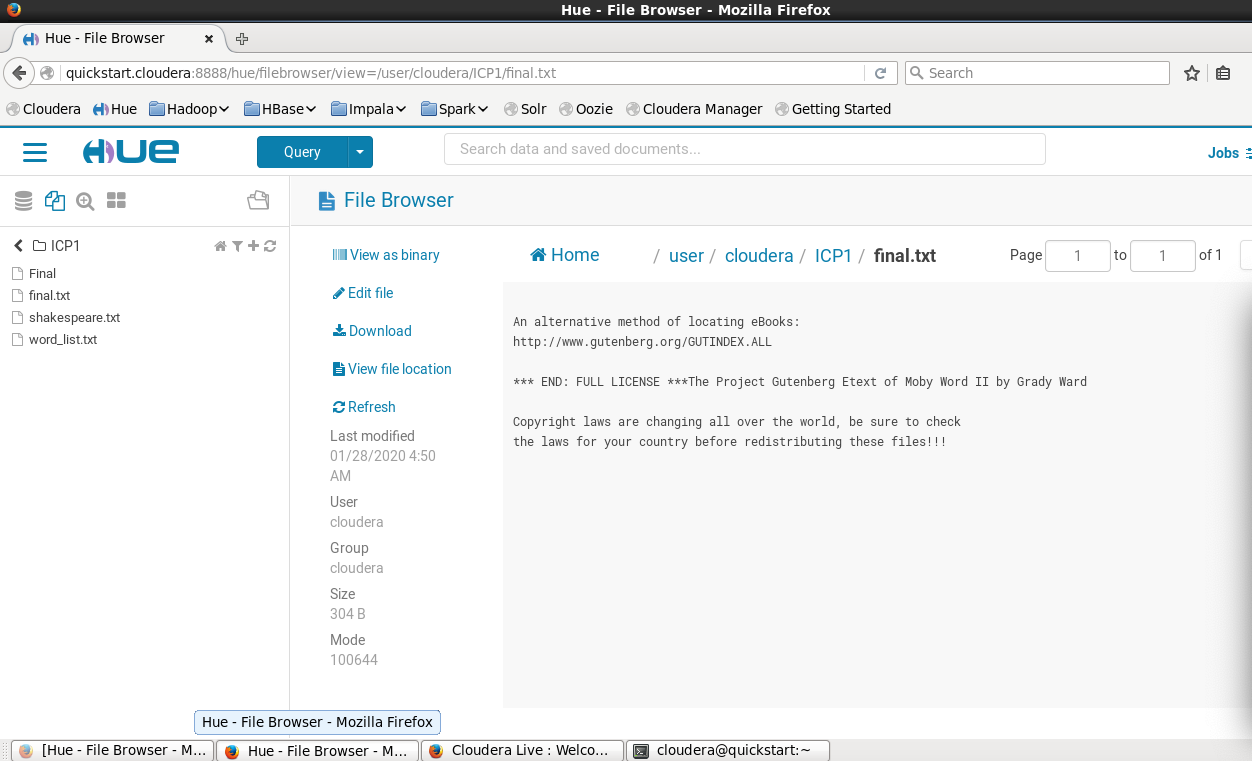 Hue - File Browser - Mozilla Firefox
Hue - File Browser
quickstart.cloudera:8888/hue/filebrowser/view=/user/cloudera/ICP1/final.txt
Search
Cloudera Hue Hadoop HBase Impala Spark Solr Oozie Cloudera Manager Getting Started
HUE
Query
Search data and saved documents...
Jobs
File Browser
ICP1
Final
final.txt
shakespeare.txt
word_list.txt
View as binary
Edit file
Download
View file location
Refresh
Last modified
01/28/2020 4:50
AM
User
cloudera
Group
cloudera
Size
304 B
Mode
100644
Home / user / cloudera / ICP1 / final.txt
Page 1 to 1 of 1
An alternative method of locating eBooks:
http://www.gutenberg.org/GUTINDEX.ALL
*** END: FULL LICENSE ***The Project Gutenberg Etext of Moby Word II by Grady Ward
Copyright laws are changing all over the world, be sure to check
the laws for your country before redistributing these files!!!
Hue - File Browser - Mozilla Firefox
[Hue - File Browser - M...
Hue - File Browser - M...
Cloudera Live : Welco...
cloudera@quickstart:~